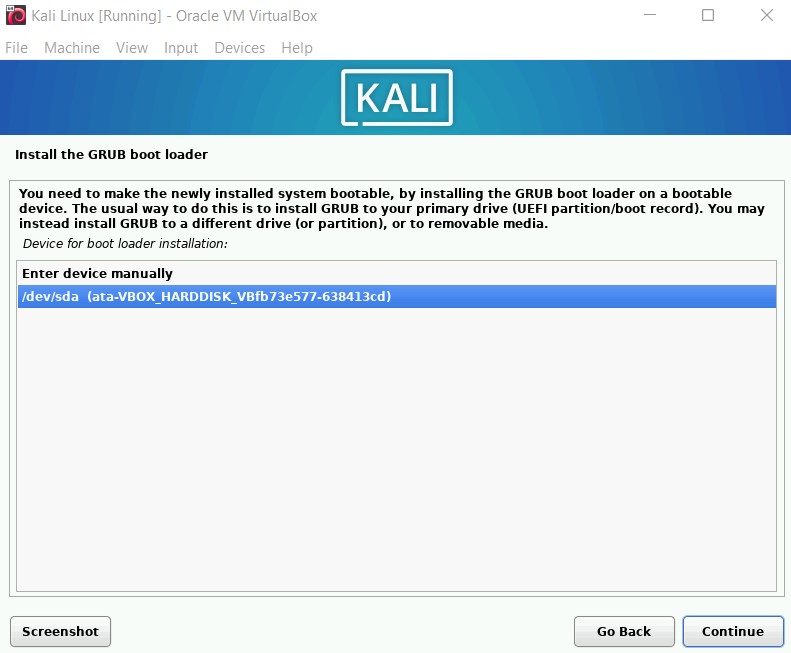 Kali Linux [Running] - Oracle VM VirtualBox
File Machine View Input Devices Help
KALI
Install the GRUB boot loader
You need to make the newly installed system bootable, by installing the GRUB boot loader on a bootable
device. The usual way to do this is to install GRUB to your primary drive (UEFI partition/boot record). You may
instead install GRUB to a different drive (or partition), or to removable media.
Device for boot loader installation:
Enter device manually
/dev/sda (ata-VBOX_HARDDISK_VBfb73e577-638413cd)
Screenshot Go Back Continue